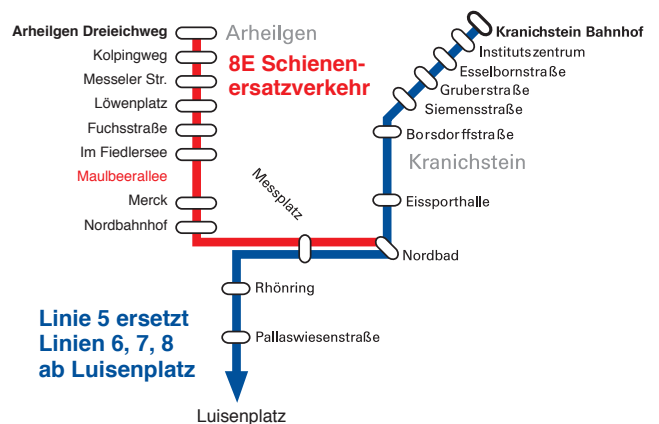 Arheilgen Dreieichweg
Arheilgen
Kranichstein Bahnhof
Kolpingweg
8E Schienen-
ersatzverkehr
Institutszentrum
Messeler Str.
Esselbornstraße
Löwenplatz
Gruberstraße
Siemensstraße
Fuchsstraße
Borsdorffstraße
Im Fiedlersee
Kranichstein
Maulbeerallee
Messplatz
Merck
Eissporthalle
Nordbahnhof
Nordbad
Rhönring
Linie 5 ersetzt
Linien 6, 7, 8
ab Luisenplatz
Pallaswiesenstraße
Luisenplatz